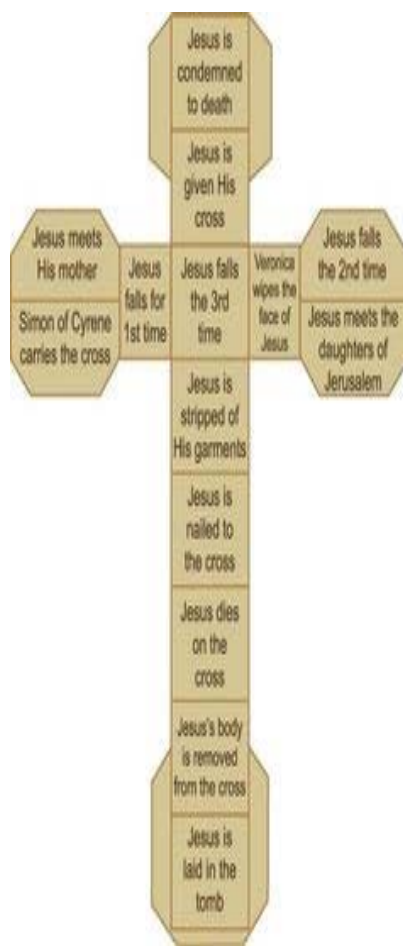 Jesus is
condemned
to death
Jesus is
given His
cross
Jesus meets
His mother
Simon of Cyrene
carries the cross
Jesus
falls for
1st time
Jesus falls
the 3rd
time
Veronica
wipes the
face of
Jesus
Jesus falls
the 2nd time
Jesus meets the
daughters of
Jerusalem
Jesus is
stripped of
His garments
Jesus is
nailed to
the cross
Jesus dies
on the
cross
Jesus's body
is removed
from the cross
Jesus is
laid in the
tomb